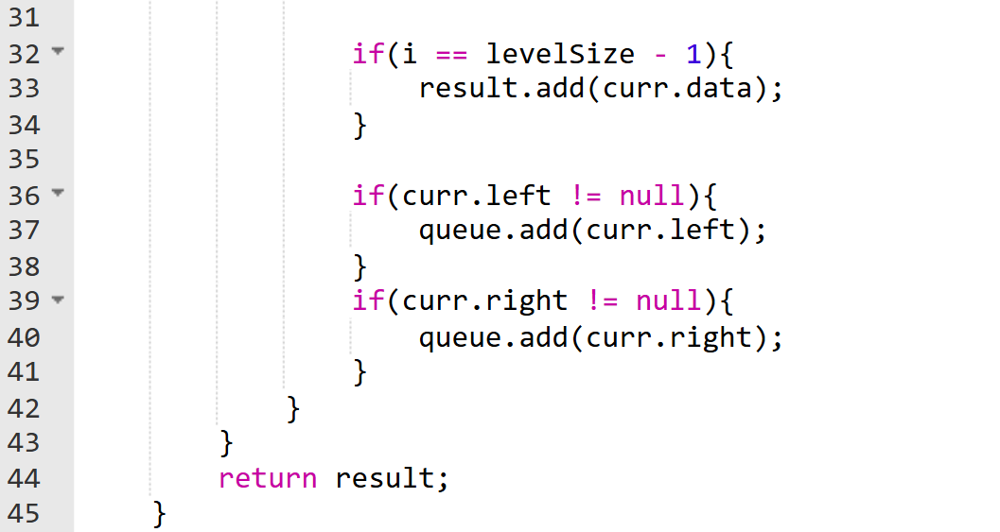 31
32 if(i == levelSize - 1){
33 result.add(curr.data);
34 }
35
36 if(curr.left != null){
37 queue.add(curr.left);
38 }
39 if(curr.right != null){
40 queue.add(curr.right);
41 }
42 }
43 }
44 return result;
45 }